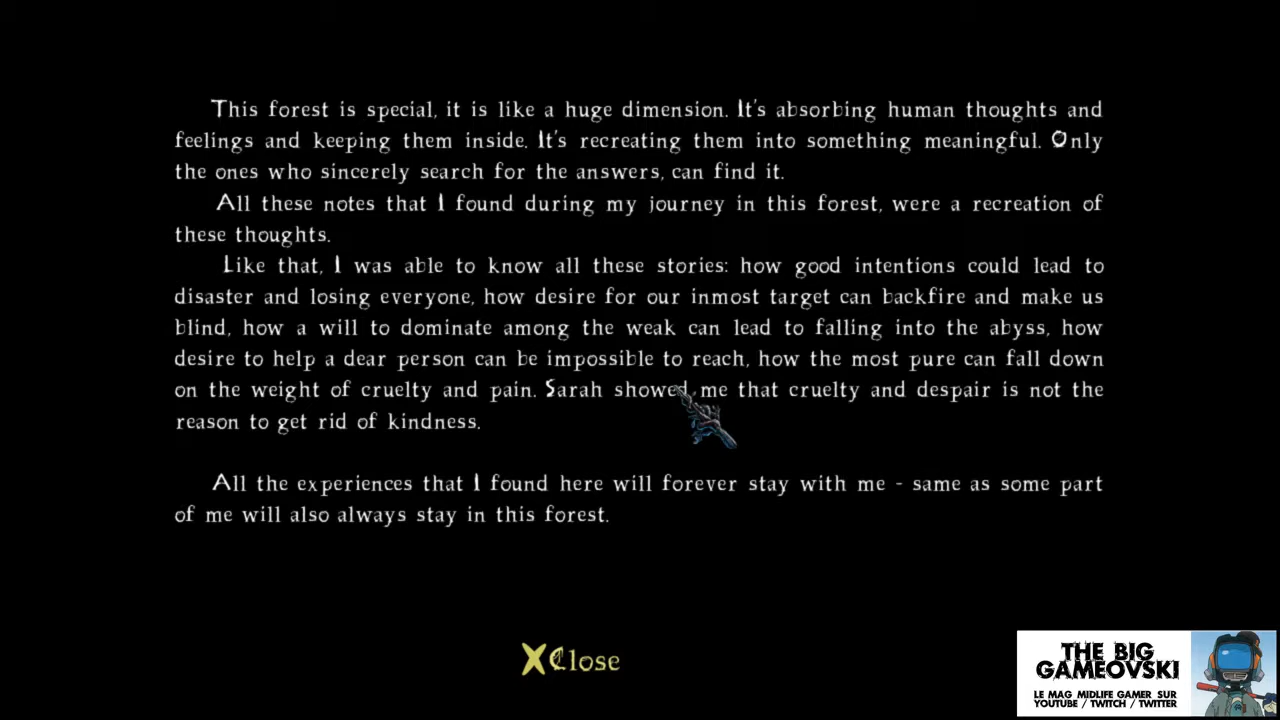 This forest is special, it is like a huge dimension. It's absorbing human thoughts and
feelings and keeping them inside. It's recreating them into something meaningful. Only
the ones who sincerely search for the answers, can find it.
All these notes that I found during my journey in this forest, were a recreation of
these thoughts.
Like that, I was able to know all these stories: how good intentions could lead to
disaster and losing everyone, how desire for our inmost target can backfire and make us
blind, how a will to dominate among the weak can lead to falling into the abyss, how
desire to help a dear person can be impossible to reach, how the most pure can fall down
on the weight of cruelty and pain. Sarah showed me that cruelty and despair is not the
reason to get rid of kindness.
All the experiences that I found here will forever stay with me - same as some part
of me will also always stay in this forest.
X Close
THE BIG
GAMEOVSKI
LE MAG MIDLIFE GAMER SUR
YOUTUBE / TWITCH / TWITTER